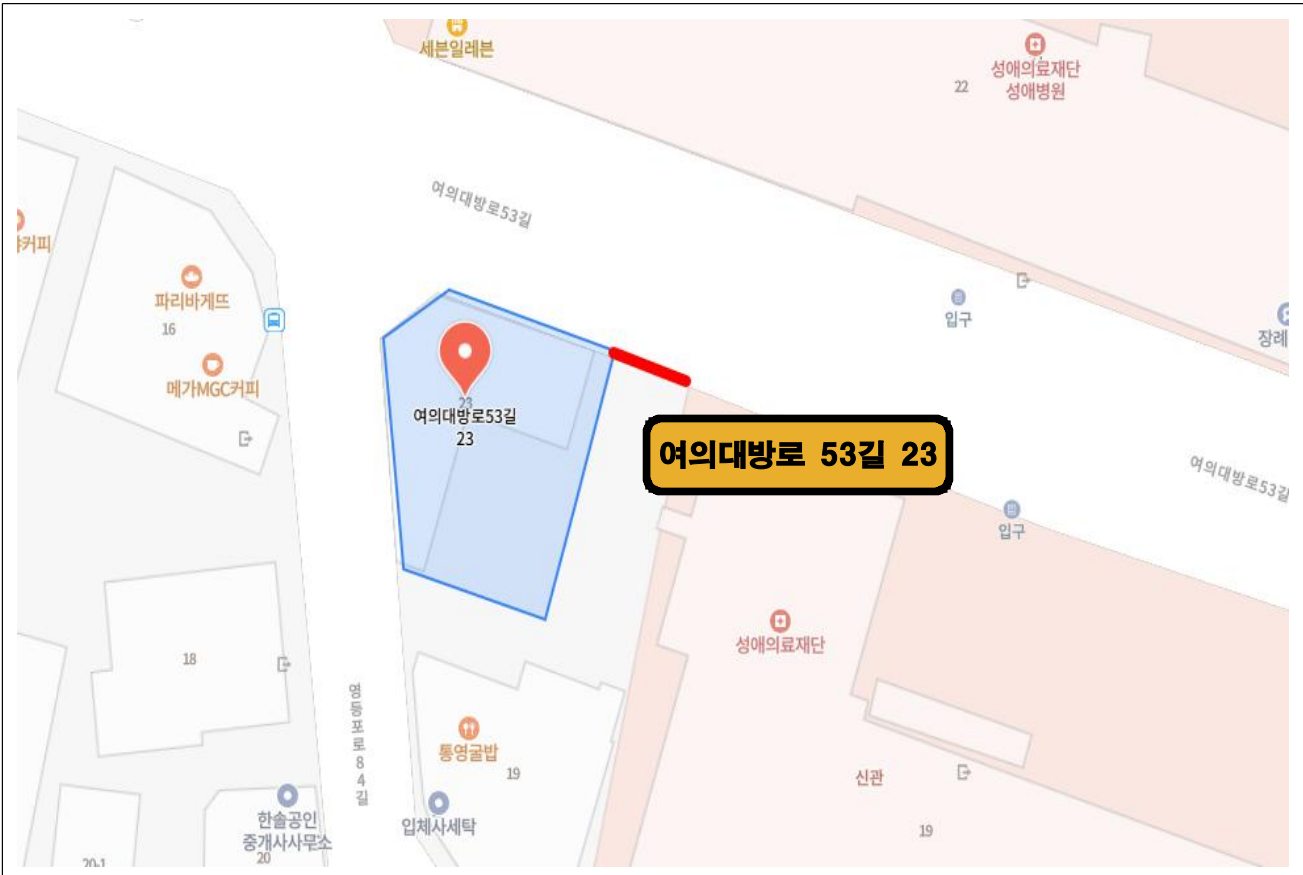 세븐일레븐
성애의료재단
성애병원
22
여의대방로53길
커피
파리바게뜨
16
메가MGC커피
입구
장례
23
여의대방로53길
23
여의대방로 53길 23
여의대방로53길
입구
성애의료재단
18
영등포로84길
통영굴밥
19
신관
19
한솔공인
중개사사무소
20
입체사세탁
20-1